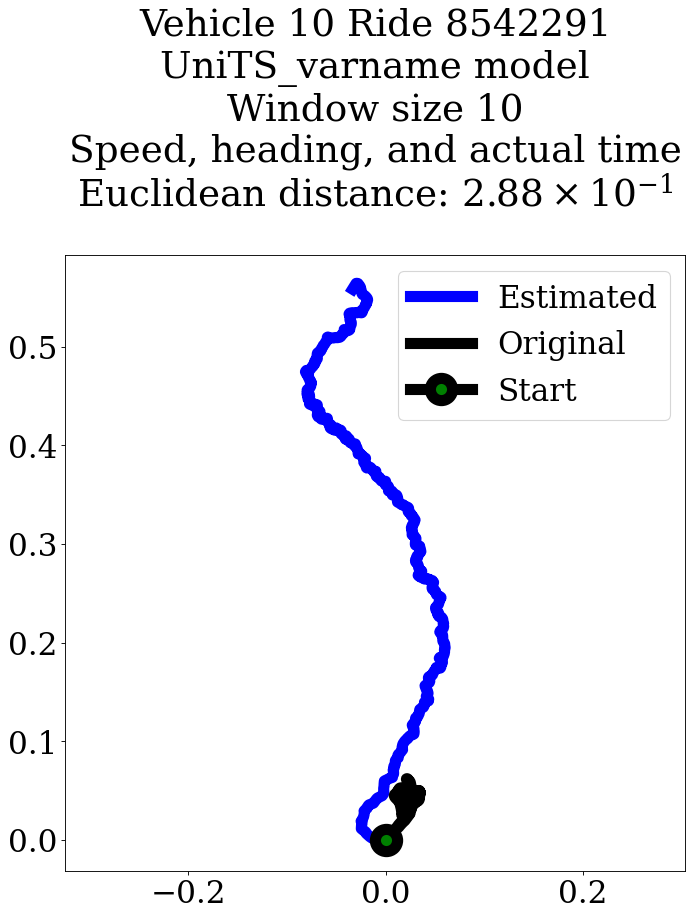 Vehicle 10 Ride 8542291
UniTS_varname model
Window size 10
Speed, heading, and actual time
Euclidean distance: 2.88 × 10⁻¹
Estimated
Original
Start
0.5
0.4
0.3
0.2
0.1
0.0
−0.2
0.0
0.2